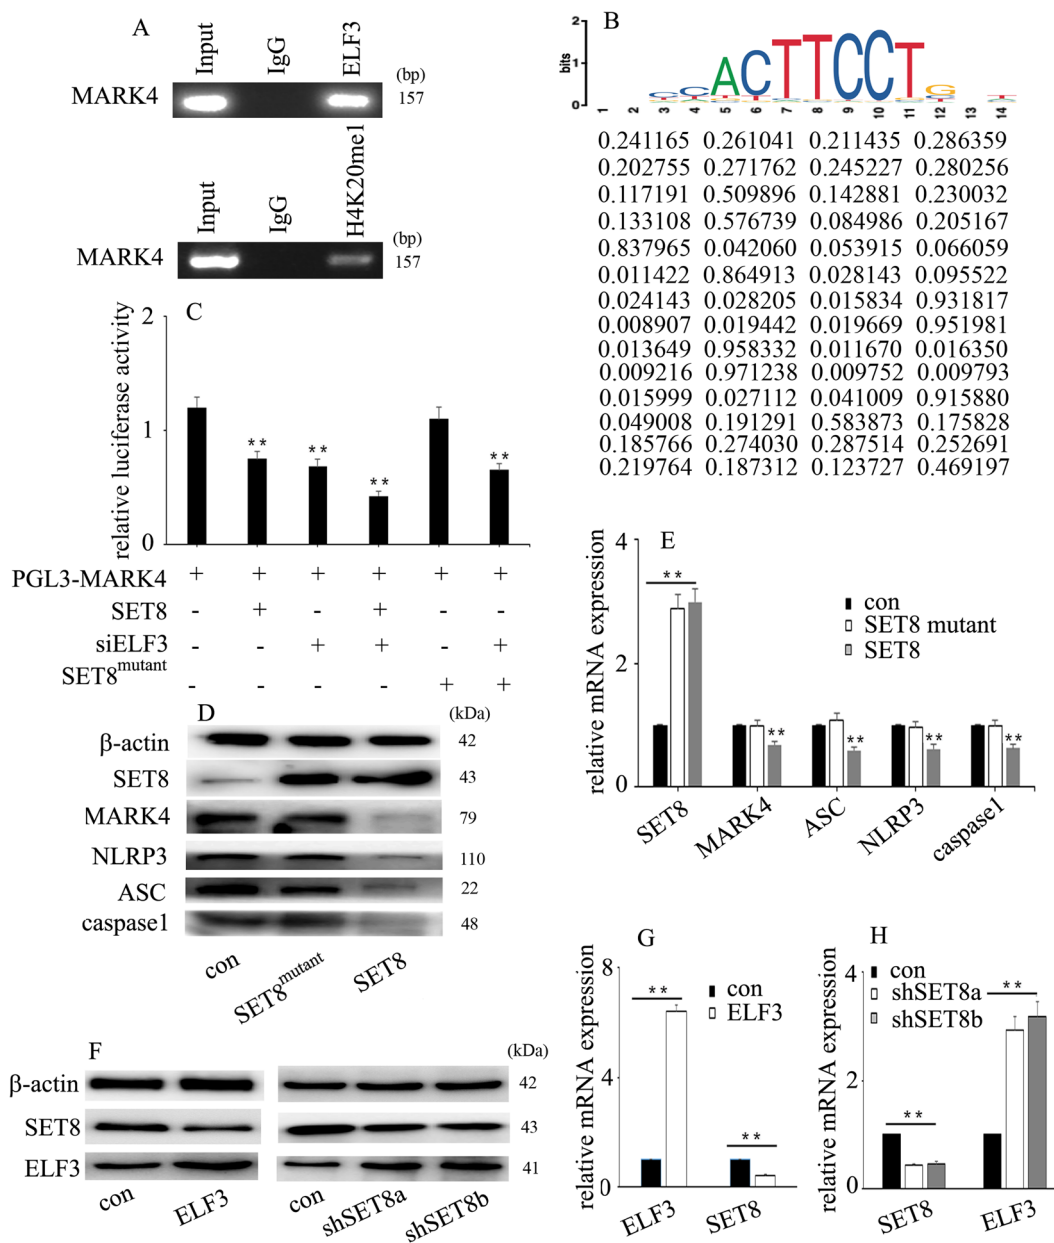 A
Input
IgG
ELF3
(bp)
MARK4
157
Input
IgG
H4K20me1
(bp)
MARK4
157
B
bits
2
1
0
ACTTCCTG
1 2 3 4 5 6 7 8 9 10 11 12 13 14
0.241165 0.261041 0.211435 0.286359
0.202755 0.271762 0.245227 0.280256
0.117191 0.509896 0.142881 0.230032
0.133108 0.576739 0.084986 0.205167
0.837965 0.042060 0.053915 0.066059
0.011422 0.864913 0.028143 0.095522
0.024143 0.028205 0.015834 0.931817
0.008907 0.019442 0.019669 0.951981
0.013649 0.958332 0.011670 0.016350
0.009216 0.971238 0.009752 0.009793
0.015999 0.027112 0.041009 0.915880
0.049008 0.191291 0.583873 0.175828
0.185766 0.274030 0.287514 0.252691
0.219764 0.187312 0.123727 0.469197
C
relative luciferase activity
2
1
0
** ** ** **
PGL3-MARK4 + + + + + +
SET8 - + - + - -
siELF3 - - + + - +
SET8mutant - - - - + +
D
(kDa)
β-actin 42
SET8 43
MARK4 79
NLRP3 110
ASC 22
caspase1 48
con SET8mutant SET8
E
relative mRNA expression
4
2
0
con
SET8 mutant
SET8
** ** ** ** **
SET8 MARK4 ASC NLRP3 caspase1
F
(kDa)
β-actin 42
SET8 43
ELF3 41
con ELF3 con shSET8a shSET8b
G
relative mRNA expression
8
4
0
con
ELF3
** **
ELF3 SET8
H
relative mRNA expression
4
2
0
con
shSET8a
shSET8b
** **
SET8 ELF3